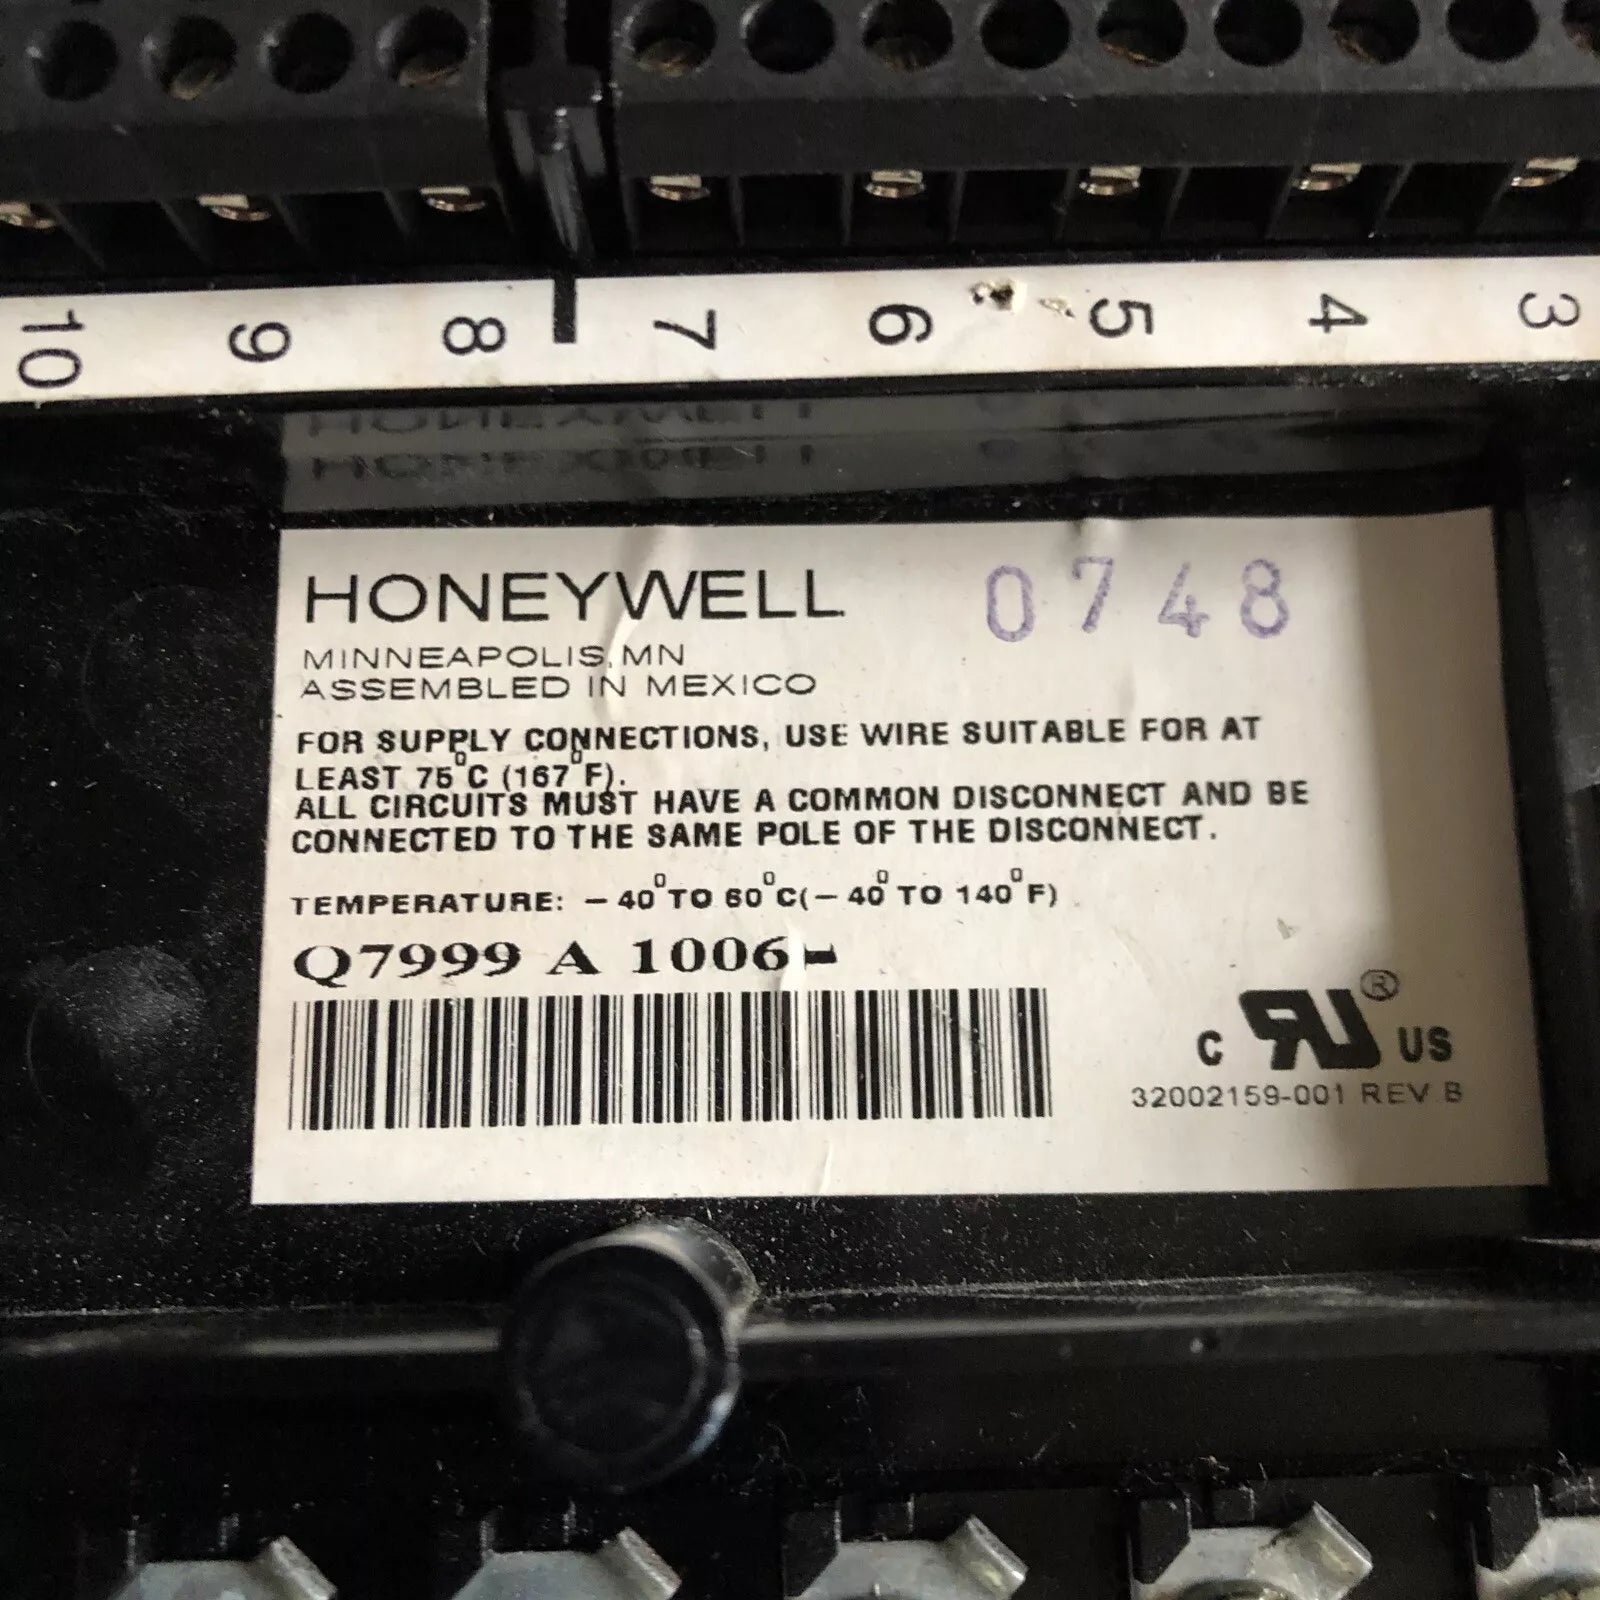 10 9 8 7 6 5 4 3
HONEYWELL 0748
MINNEAPOLIS, MN
ASSEMBLED IN MEXICO
FOR SUPPLY CONNECTIONS, USE WIRE SUITABLE FOR AT
LEAST 75°C (167°F).
ALL CIRCUITS MUST HAVE A COMMON DISCONNECT AND BE
CONNECTED TO THE SAME POLE OF THE DISCONNECT.
TEMPERATURE: – 40°TO 60°C(– 40°TO 140°F)
Q7999 A 1006-
C RU® US
32002159-001 REV. B